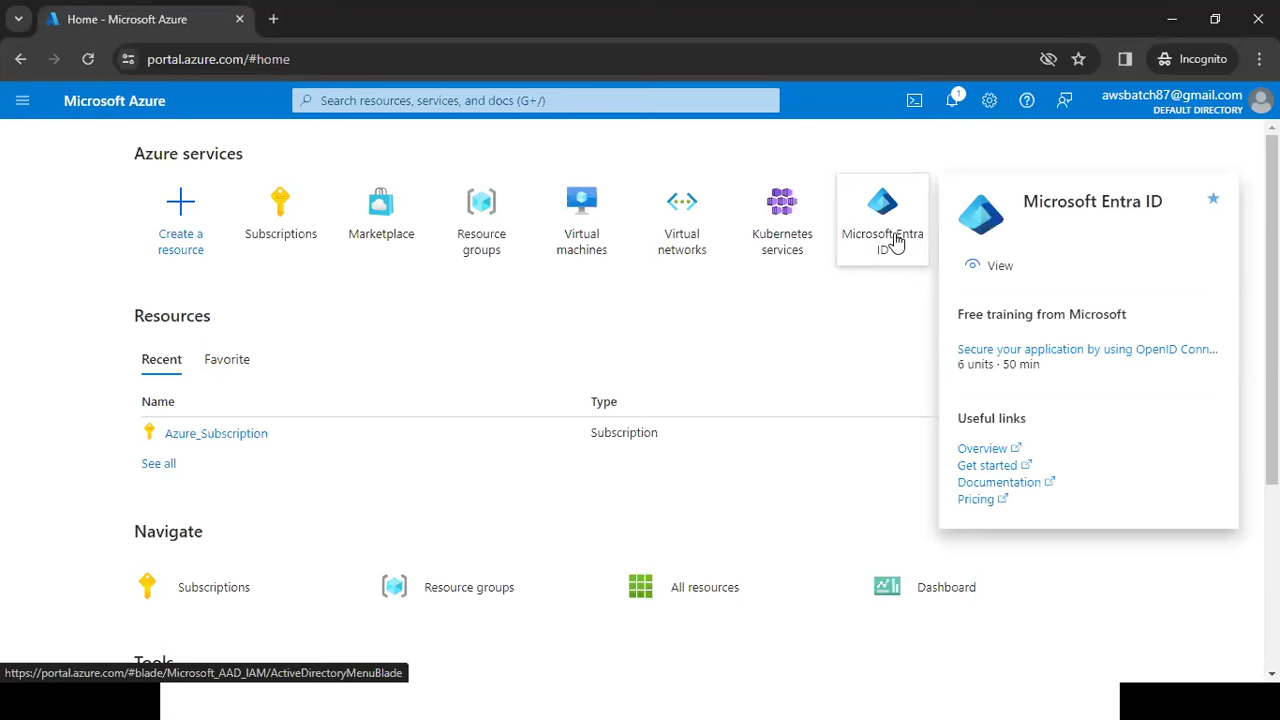 Home - Microsoft Azure
portal.azure.com/#home
Incognito
Microsoft Azure
Search resources, services, and docs (G+/)
1
awsbatch87@gmail.com
DEFAULT DIRECTORY
Azure services
Create a
resource
Subscriptions
Marketplace
Resource
groups
Virtual
machines
Virtual
networks
Kubernetes
services
Microsoft Entra
ID
Microsoft Entra ID
View
Free training from Microsoft
Secure your application by using OpenID Conn...
6 units · 50 min
Useful links
Overview
Get started
Documentation
Pricing
Resources
Recent
Favorite
Name
Type
Azure_Subscription
Subscription
See all
Navigate
Subscriptions
Resource groups
All resources
Dashboard
Tools
https://portal.azure.com/#blade/Microsoft_AAD_IAM/ActiveDirectoryMenuBlade